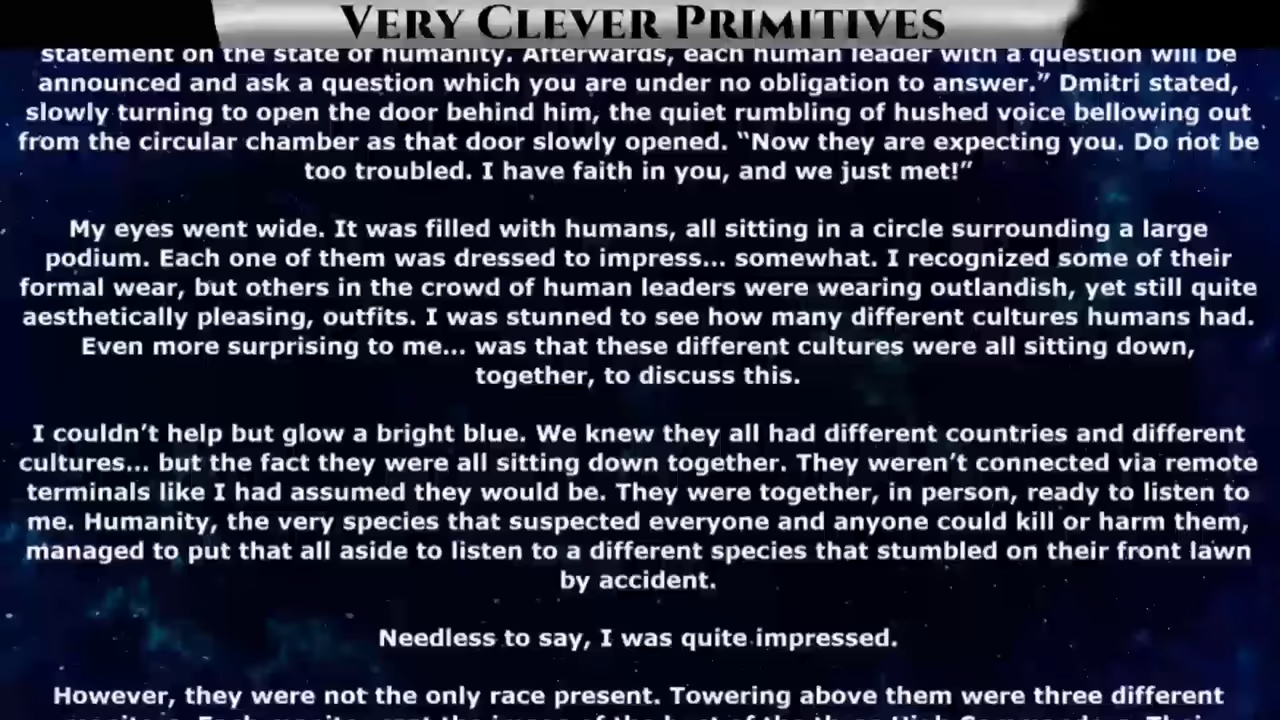 VERY CLEVER PRIMITIVES
statement on the state of humanity. Afterwards, each human leader with a question will be
announced and ask a question which you are under no obligation to answer.” Dmitri stated,
slowly turning to open the door behind him, the quiet rumbling of hushed voice bellowing out
from the circular chamber as that door slowly opened. “Now they are expecting you. Do not be
too troubled. I have faith in you, and we just met!”
My eyes went wide. It was filled with humans, all sitting in a circle surrounding a large
podium. Each one of them was dressed to impress... somewhat. I recognized some of their
formal wear, but others in the crowd of human leaders were wearing outlandish, yet still quite
aesthetically pleasing, outfits. I was stunned to see how many different cultures humans had.
Even more surprising to me... was that these different cultures were all sitting down,
together, to discuss this.
I couldn’t help but glow a bright blue. We knew they all had different countries and different
cultures... but the fact they were all sitting down together. They weren’t connected via remote
terminals like I had assumed they would be. They were together, in person, ready to listen to
me. Humanity, the very species that suspected everyone and anyone could kill or harm them,
managed to put that all aside to listen to a different species that stumbled on their front lawn
by accident.
Needless to say, I was quite impressed.
However, they were not the only race present. Towering above them were three different